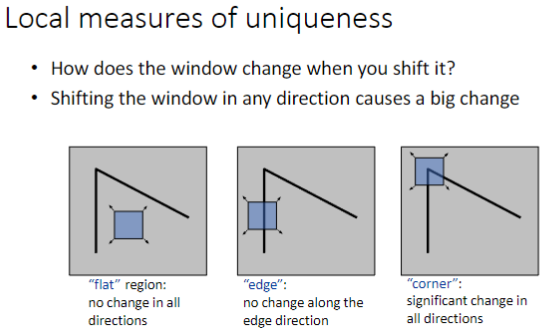 Local measures of uniqueness
• How does the window change when you shift it?
• Shifting the window in any direction causes a big change
“flat” region:
no change in all
directions
“edge”:
no change along the
edge direction
“corner”:
significant change in
all directions